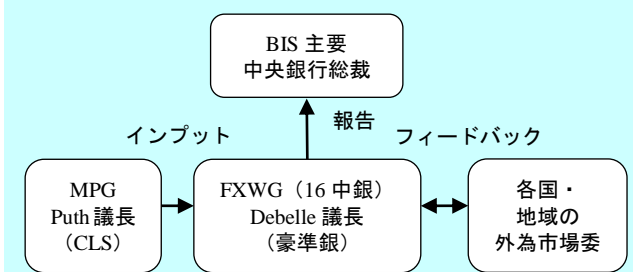 BIS 主要
中央銀行総裁
報告
インプット
フィードバック
MPG
Puth 議長
(CLS)
FXWG(16 中銀)
Debelle 議長
(豪準銀)
各国・
地域の
外為市場委